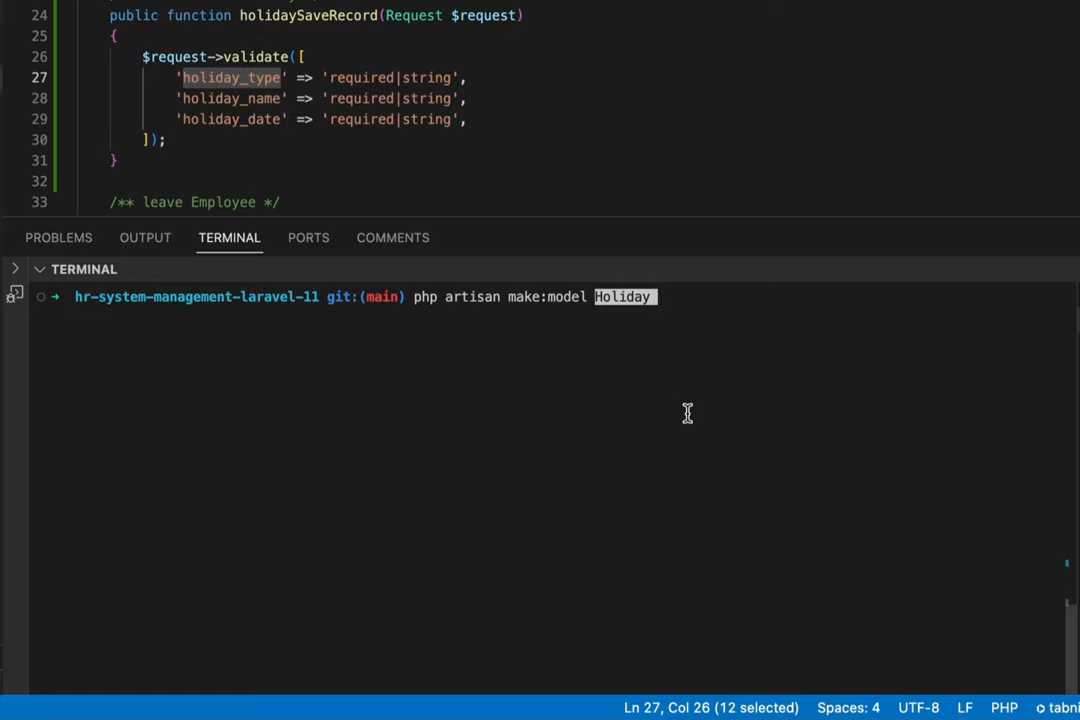 24 public function holidaySaveRecord(Request $request)
25 {
26 $request->validate([
27 'holiday_type' => 'required|string',
28 'holiday_name' => 'required|string',
29 'holiday_date' => 'required|string',
30 ]);
31 }
32
33 /** leave Employee */
PROBLEMS OUTPUT TERMINAL PORTS COMMENTS
TERMINAL
hr-system-management-laravel-11 git:(main) php artisan make:model Holiday
Ln 27, Col 26 (12 selected) Spaces: 4 UTF-8 LF PHP tabni